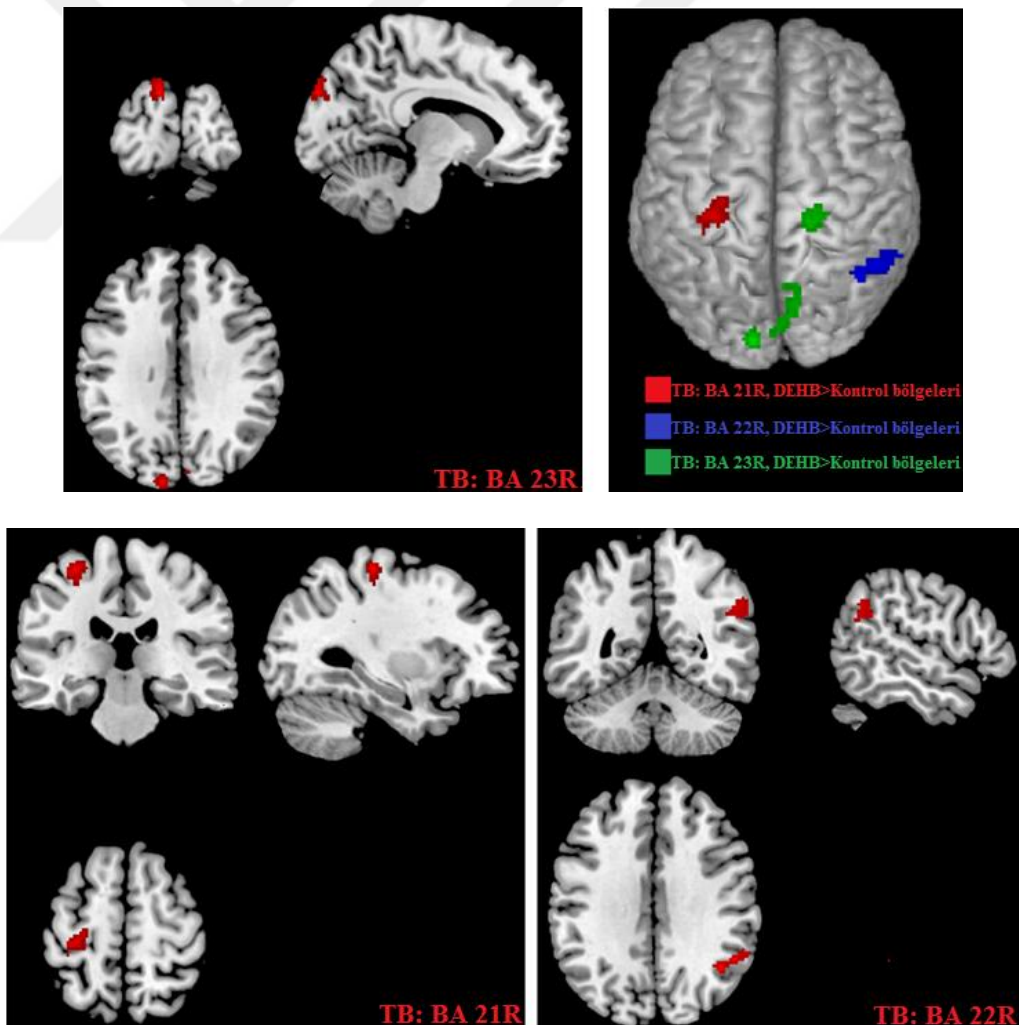 TB: BA 23R
TB: BA 21R, DEHB>Kontrol bölgeleri
TB: BA 22R, DEHB>Kontrol bölgeleri
TB: BA 23R, DEHB>Kontrol bölgeleri
TB: BA 21R
TB: BA 22R